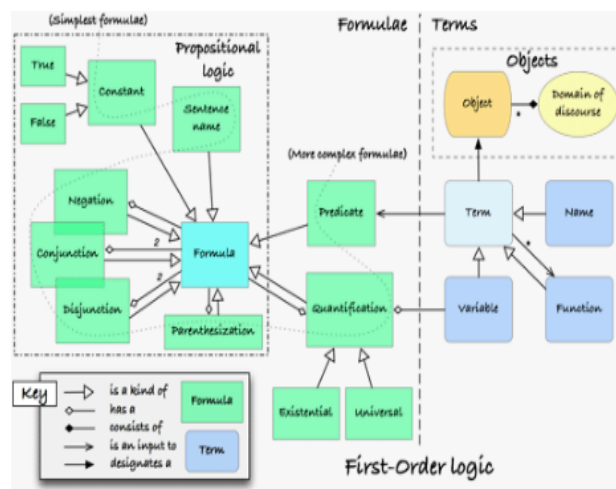 (Simplest formulae)
Formulae
Terms
True
False
Constant
Propositional
logic
Sentence
name
Objects
Object
*
Domain of
discourse
(More complex formulae)
Negation
Conjunction
Disjunction
2
2
Formula
Parenthesization
Predicate
Quantification
Term
Name
*
Variable
Function
Existential
Universal
Key
is a kind of
has a
consists of
is an input to
designates a
Formula
Term
First-Order logic